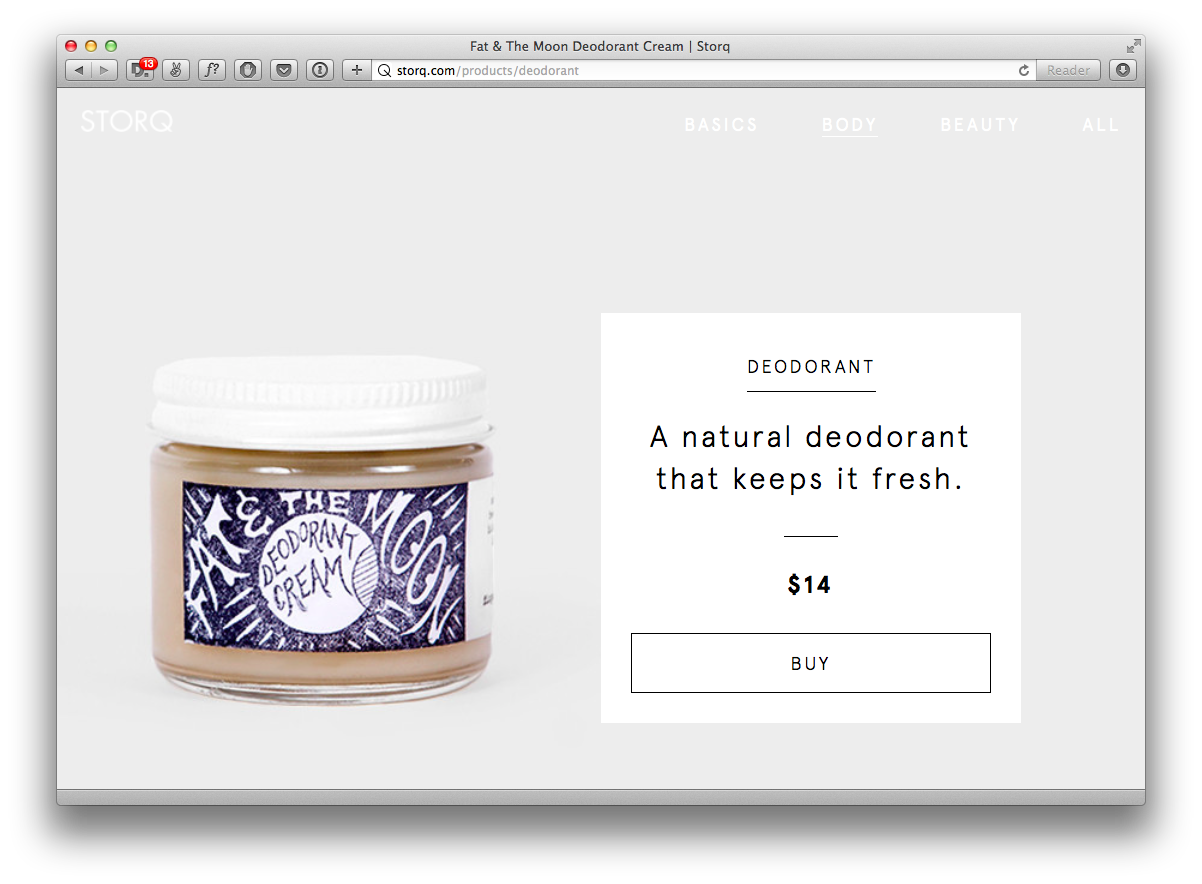 Fat & The Moon Deodorant Cream | Storq
13
f?
storq.com/products/deodorant
Reader
STORQ
BASICS BODY BEAUTY ALL
DEODORANT
A natural deodorant
that keeps it fresh.
$14
BUY
FAT & THE MOON
DEODORANT
CREAM